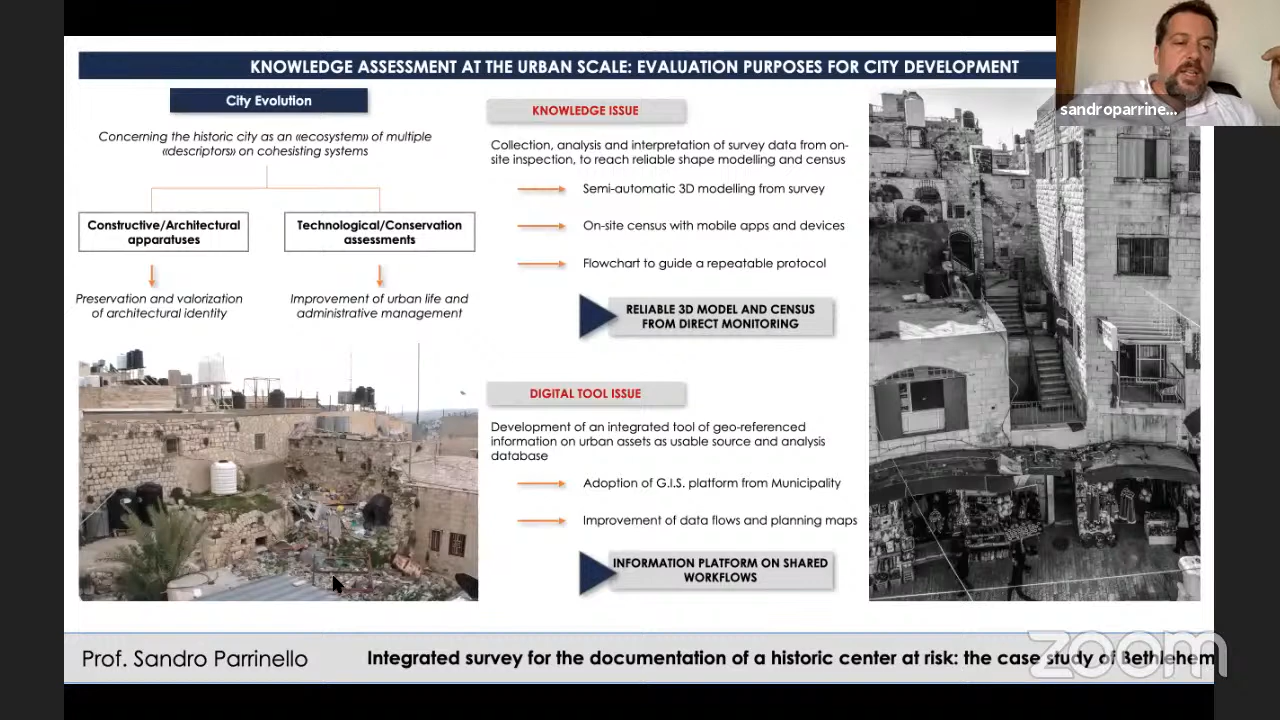 KNOWLEDGE ASSESSMENT AT THE URBAN SCALE: EVALUATION PURPOSES FOR CITY DEVELOPMENT
sandroparrine...
City Evolution
Concerning the historic city as an «ecosystem» of multiple
«descriptors» on cohesisting systems
Constructive/Architectural
apparatuses
Technological/Conservation
assessments
Preservation and valorization
of architectural identity
Improvement of urban life and
administrative management
KNOWLEDGE ISSUE
Collection, analysis and interpretation of survey data from on-
site inspection, to reach reliable shape modelling and census
Semi-automatic 3D modelling from survey
On-site census with mobile apps and devices
Flowchart to guide a repeatable protocol
RELIABLE 3D MODEL AND CENSUS
FROM DIRECT MONITORING
DIGITAL TOOL ISSUE
Development of an integrated tool of geo-referenced
information on urban assets as usable source and analysis
database
Adoption of G.I.S. platform from Municipality
Improvement of data flows and planning maps
INFORMATION PLATFORM ON SHARED
WORKFLOWS
Prof. Sandro Parrinello
Integrated survey for the documentation of a historic center at risk: the case study of Bethlehem
zoom